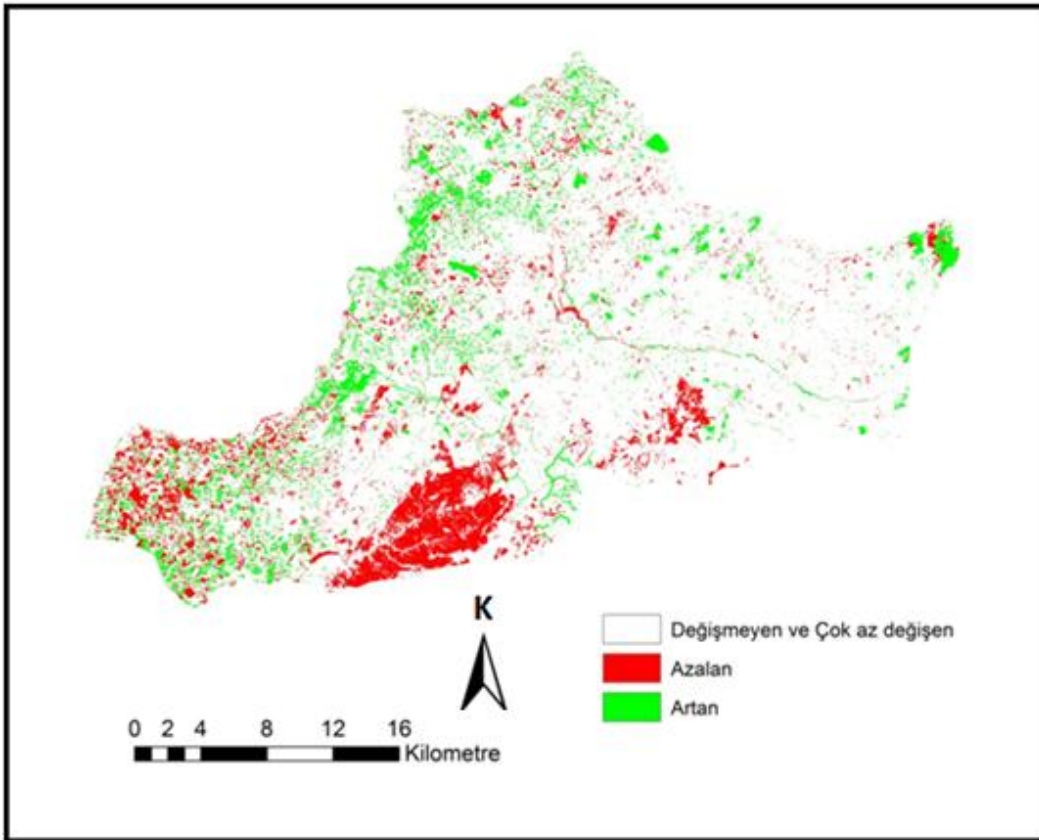 K
Değişmeyen ve Çok az değişen
Azalan
Artan
0 2 4 8 12 16
Kilometre